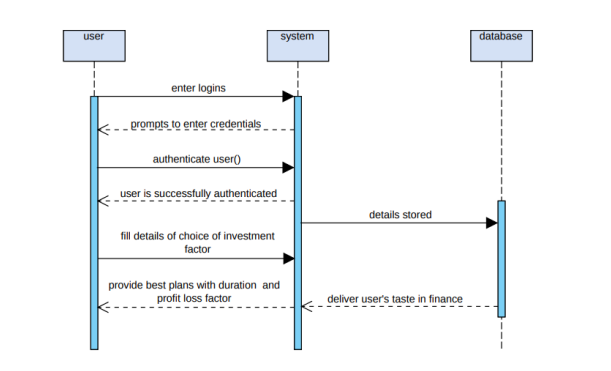 user
system
database
enter logins
prompts to enter credentials
authenticate user()
user is successfully authenticated
details stored
fill details of choice of investment
factor
provide best plans with duration and
profit loss factor
deliver user's taste in finance